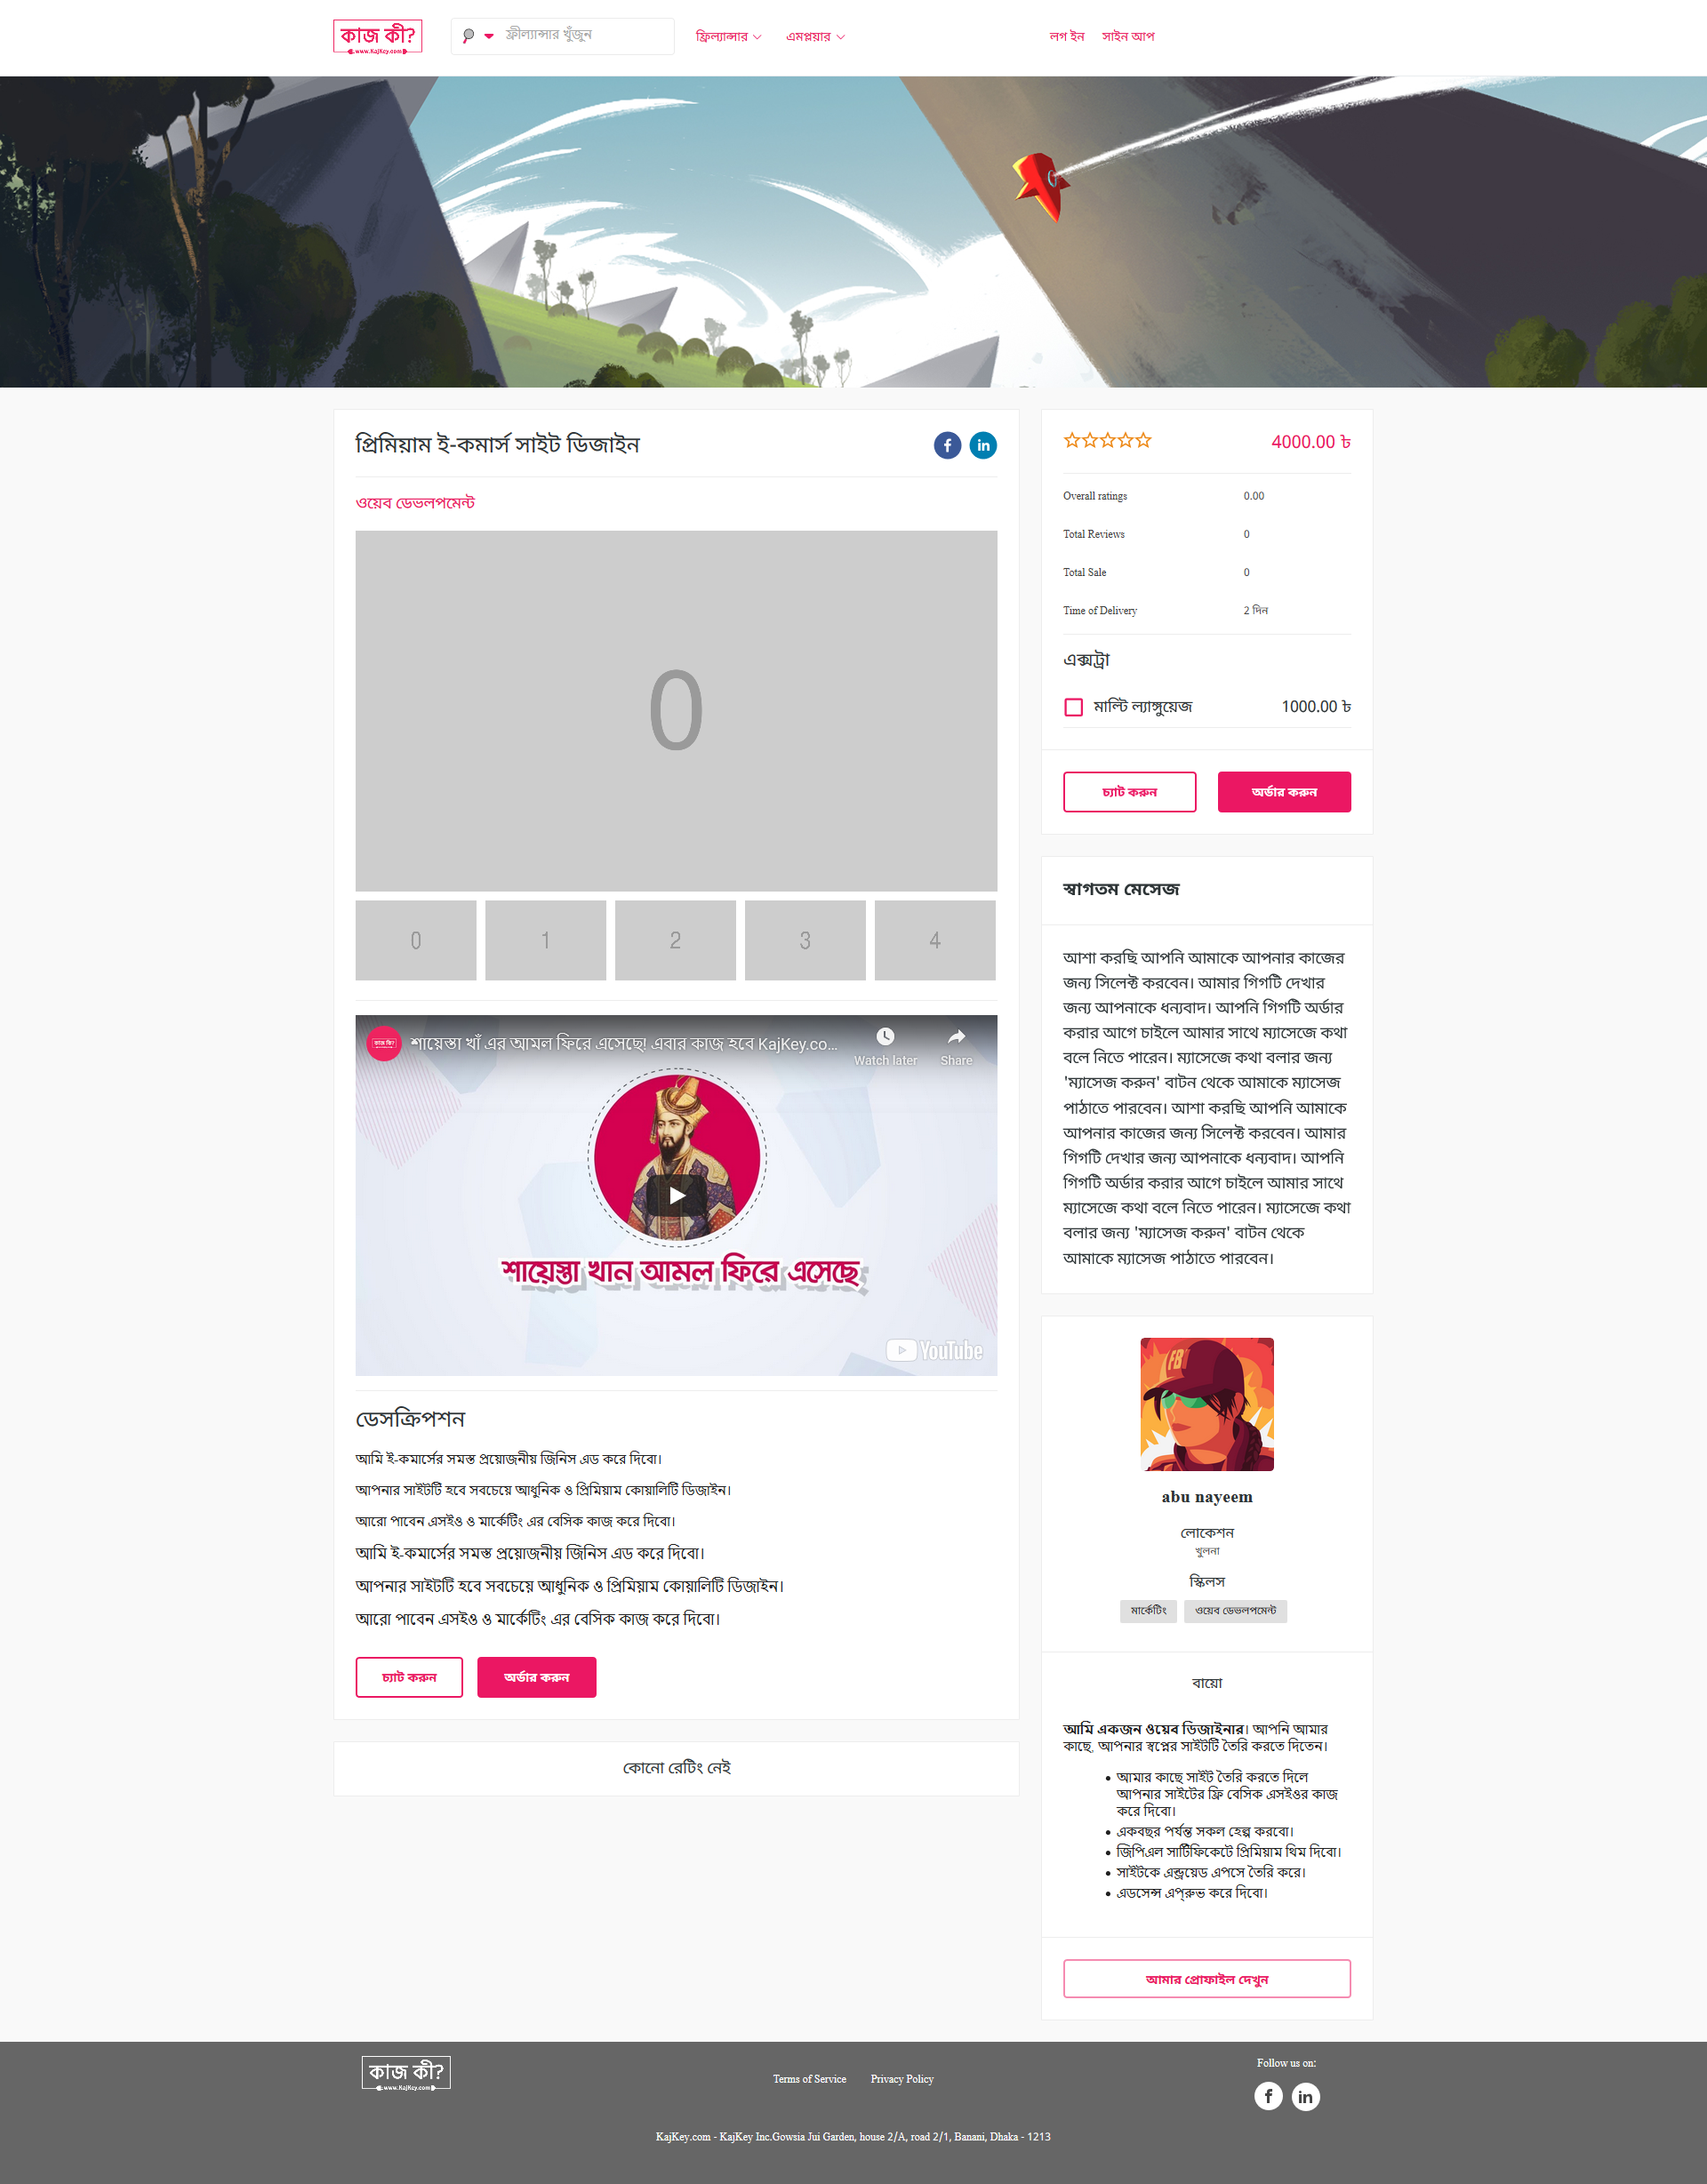 কাজ কী?
www.KajKey.com
ফ্রীল্যান্সার খুঁজুন
ফ্রিল্যান্সার
এমপ্লয়ার
লগ ইন
সাইন আপ
প্রিমিয়াম ই-কমার্স সাইট ডিজাইন
ওয়েব ডেভলপমেন্ট
0
0
1
2
3
4
কাজ কি?
শায়েস্তা খাঁ এর আমল ফিরে এসেছে! এবার কাজ হবে KajKey.co...
Watch later
Share
শায়েস্তা খান আমল ফিরে এসেছে
YouTube
ডেসক্রিপশন
আমি ই-কমার্সের সমস্ত প্রয়োজনীয় জিনিস এড করে দিবো।
আপনার সাইটটি হবে সবচেয়ে আধুনিক ও প্রিমিয়াম কোয়ালিটি ডিজাইন।
আরো পাবেন এসইও ও মার্কেটিং এর বেসিক কাজ করে দিবো।
আমি ই-কমার্সের সমস্ত প্রয়োজনীয় জিনিস এড করে দিবো।
আপনার সাইটটি হবে সবচেয়ে আধুনিক ও প্রিমিয়াম কোয়ালিটি ডিজাইন।
আরো পাবেন এসইও ও মার্কেটিং এর বেসিক কাজ করে দিবো।
চ্যাট করুন
অর্ডার করুন
কোনো রেটিং নেই
4000.00 ৳
Overall ratings 0.00
Total Reviews 0
Total Sale 0
Time of Delivery 2 দিন
এক্সট্রা
মাল্টি ল্যাঙ্গুয়েজ 1000.00 ৳
চ্যাট করুন
অর্ডার করুন
স্বাগতম মেসেজ
আশা করছি আপনি আমাকে আপনার কাজের
জন্য সিলেক্ট করবেন। আমার গিগটি দেখার
জন্য আপনাকে ধন্যবাদ। আপনি গিগটি অর্ডার
করার আগে চাইলে আমার সাথে ম্যাসেজে কথা
বলে নিতে পারেন। ম্যাসেজে কথা বলার জন্য
'ম্যাসেজ করুন' বাটন থেকে আমাকে ম্যাসেজ
পাঠাতে পারবেন। আশা করছি আপনি আমাকে
আপনার কাজের জন্য সিলেক্ট করবেন। আমার
গিগটি দেখার জন্য আপনাকে ধন্যবাদ। আপনি
গিগটি অর্ডার করার আগে চাইলে আমার সাথে
ম্যাসেজে কথা বলে নিতে পারেন। ম্যাসেজে কথা
বলার জন্য 'ম্যাসেজ করুন' বাটন থেকে
আমাকে ম্যাসেজ পাঠাতে পারবেন।
FB
abu nayeem
লোকেশন
খুলনা
স্কিলস
মার্কেটিং
ওয়েব ডেভলপমেন্ট
বায়ো
আমি একজন ওয়েব ডিজাইনার। আপনি আমার
কাছে, আপনার স্বপ্নের সাইটটি তৈরি করতে দিতেন।
আমার কাছে সাইট তৈরি করতে দিলে
আপনার সাইটের ফ্রি বেসিক এসইওর কাজ
করে দিবো।
একবছর পর্যন্ত সকল হেল্প করবো।
জিপিএল সার্টিফিকেটে প্রিমিয়াম থিম দিবো।
সাইটকে এন্ড্রয়েড এপসে তৈরি করে।
এডসেন্স এপ্রুভ করে দিবো।
আমার প্রোফাইল দেখুন
কাজ কী?
www.KajKey.com
Terms of Service
Privacy Policy
Follow us on:
KajKey.com - KajKey Inc.Gowsia Jui Garden, house 2/A, road 2/1, Banani, Dhaka - 1213